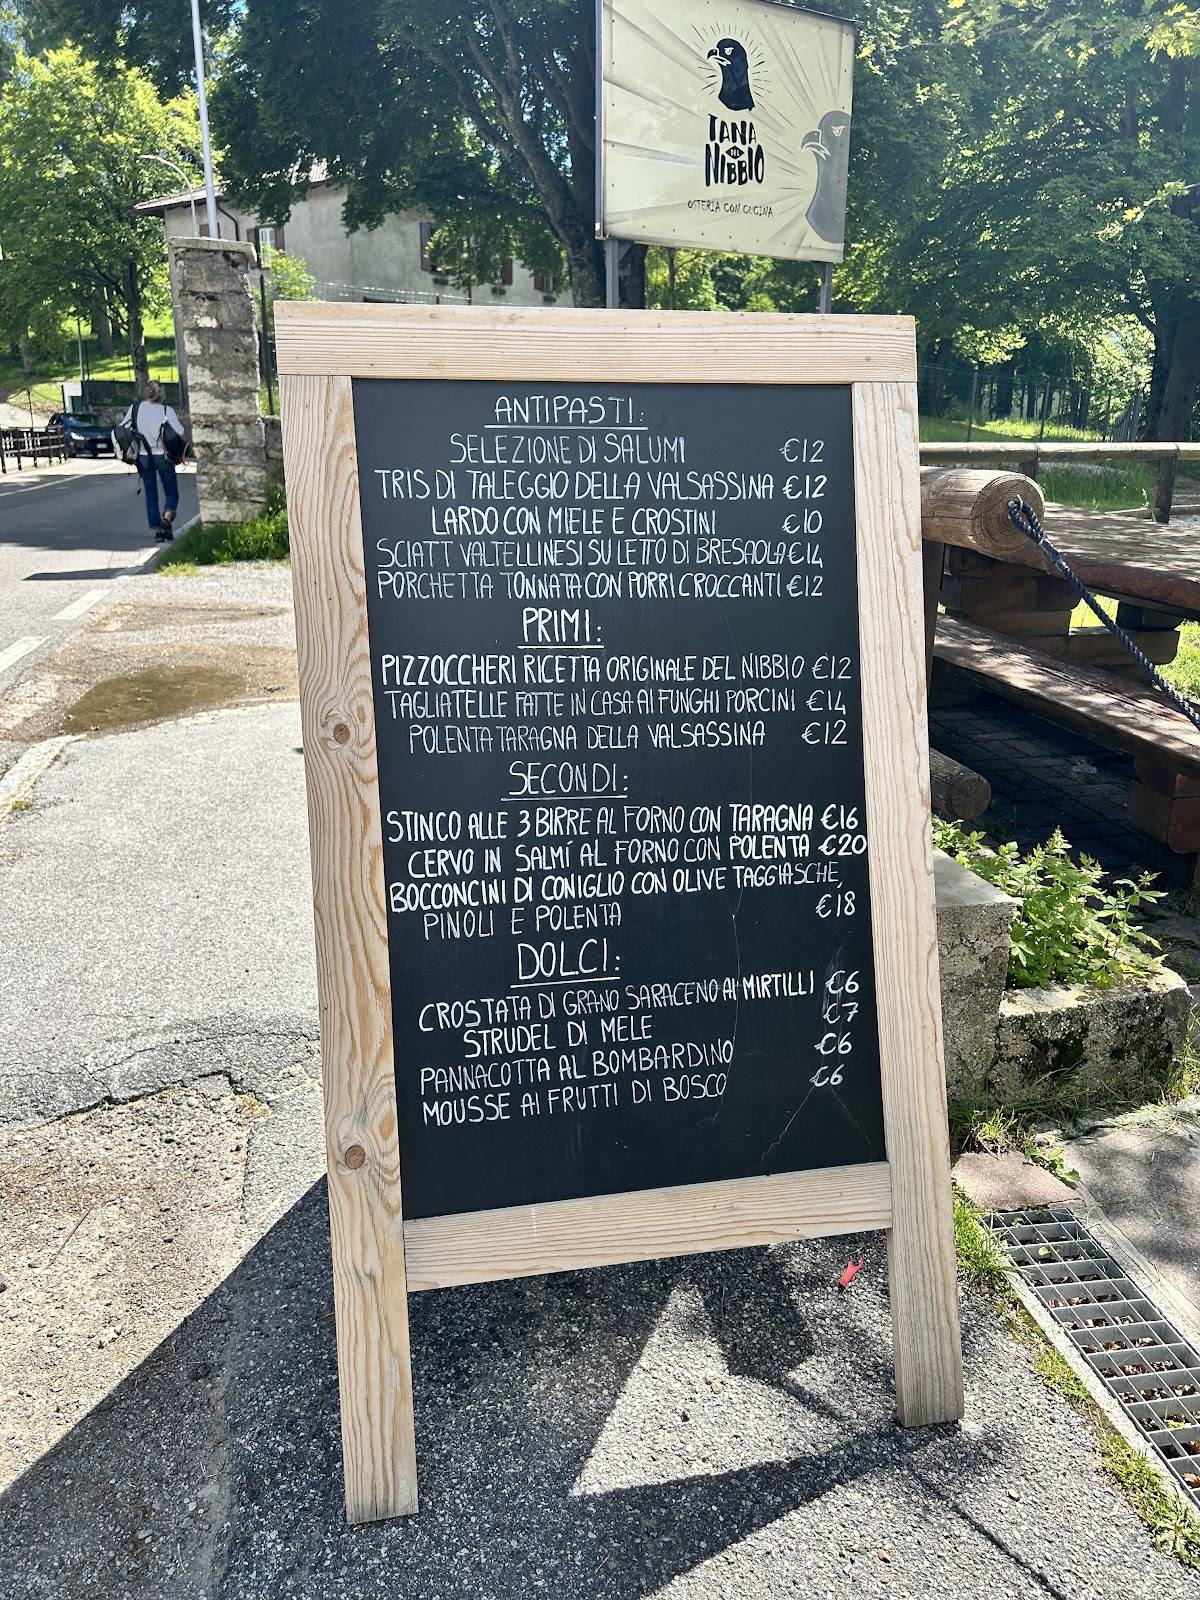 TANA
DEL
NIBBIO
OSTERIA CON CUCINA
ANTIPASTI:
SELEZIONE DI SALUMI €12
TRIS DI TALEGGIO DELLA VALSASSINA €12
LARDO CON MIELE E CROSTINI €10
SCIATT VALTELLINESI SU LETTO DI BRESAOLA €14
PORCHETTA TONNATA CON PORRI CROCCANTI €12
PRIMI:
PIZZOCCHERI RICETTA ORIGINALE DEL NIBBIO €12
TAGLIATELLE FATTE IN CASA AI FUNGHI PORCINI €14
POLENTA TARAGNA DELLA VALSASSINA €12
SECONDI:
STINCO ALLE 3 BIRRE AL FORNO CON TARAGNA €16
CERVO IN SALMÍ AL FORNO CON POLENTA €20
BOCCONCINI DI CONIGLIO CON OLIVE TAGGIASCHE,
PINOLI E POLENTA €18
DOLCI:
CROSTATA DI GRANO SARACENO AI MIRTILLI €6
STRUDEL DI MELE €7
PANNACOTTA AL BOMBARDINO €6
MOUSSE AI FRUTTI DI BOSCO €6